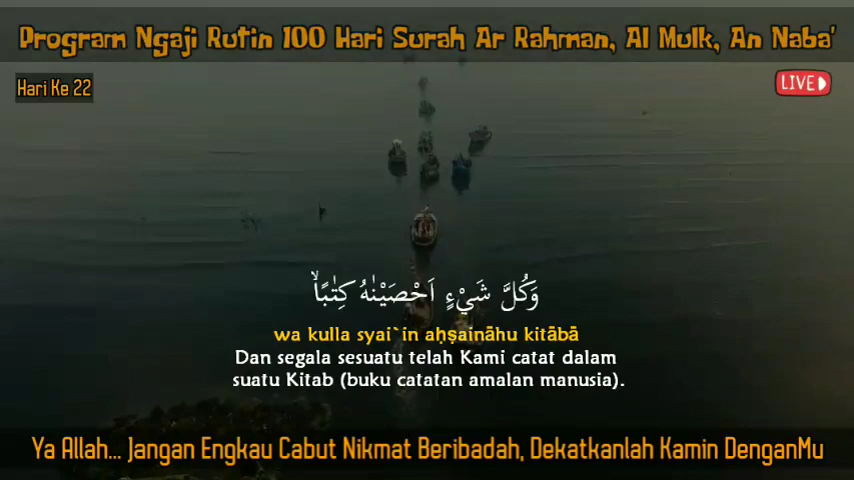 Program Ngaji Rutin 100 Hari Surah Ar Rahman, Al Mulk, An Naba'
Hari Ke 22
LIVE
وَكُلَّ شَيْءٍ اَحْصَيْنٰهُ كِتٰبًاۙ
wa kulla syai`in aḥṣaināhu kitābā
Dan segala sesuatu telah Kami catat dalam
suatu Kitab (buku catatan amalan manusia).
Ya Allah... Jangan Engkau Cabut Nikmat Beribadah, Dekatkanlah Kamin DenganMu